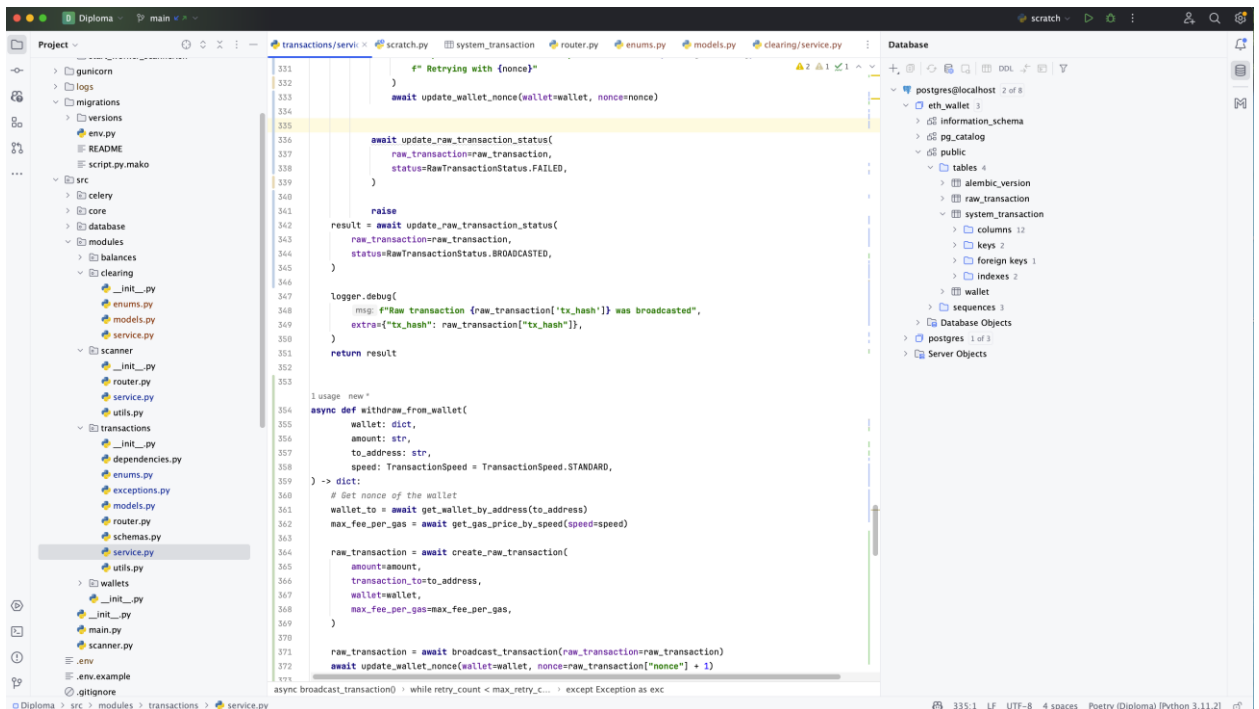 Diploma
main
scratch
Project
gunicorn
logs
migrations
versions
env.py
README
script.py.mako
src
celery
core
database
modules
balances
clearing
__init__.py
enums.py
models.py
service.py
scanner
__init__.py
router.py
service.py
utils.py
transactions
__init__.py
dependencies.py
enums.py
exceptions.py
models.py
router.py
schemas.py
service.py
utils.py
wallets
__init__.py
__init__.py
main.py
scanner.py
.env
.env.example
.gitignore
transactions/servic scratch.py system_transaction router.py enums.py models.py clearing/service.py
2 1 1
331 f" Retrying with {nonce}"
332 )
333 await update_wallet_nonce(wallet=wallet, nonce=nonce)
334
335
336 await update_raw_transaction_status(
337 raw_transaction=raw_transaction,
338 status=RawTransactionStatus.FAILED,
339 )
340
341 raise
342 result = await update_raw_transaction_status(
343 raw_transaction=raw_transaction,
344 status=RawTransactionStatus.BROADCASTED,
345 )
346
347 logger.debug(
348 msg: f"Raw transaction {raw_transaction['tx_hash']} was broadcasted",
349 extra={"tx_hash": raw_transaction["tx_hash"]},
350 )
351 return result
352
353
1 usage new *
354 async def withdraw_from_wallet(
355 wallet: dict,
356 amount: str,
357 to_address: str,
358 speed: TransactionSpeed = TransactionSpeed.STANDARD,
359 ) -> dict:
360 # Get nonce of the wallet
361 wallet_to = await get_wallet_by_address(to_address)
362 max_fee_per_gas = await get_gas_price_by_speed(speed=speed)
363
364 raw_transaction = await create_raw_transaction(
365 amount=amount,
366 transaction_to=to_address,
367 wallet=wallet,
368 max_fee_per_gas=max_fee_per_gas,
369 )
370
371 raw_transaction = await broadcast_transaction(raw_transaction=raw_transaction)
372 await update_wallet_nonce(wallet=wallet, nonce=raw_transaction["nonce"] + 1)
async broadcast_transaction() › while retry_count < max_retry_c... › except Exception as exc
Database
DDL
postgres@localhost 2 of 8
eth_wallet 3
information_schema
pg_catalog
public
tables 4
alembic_version
raw_transaction
system_transaction
columns 12
keys 2
foreign keys 1
indexes 2
wallet
sequences 3
Database Objects
postgres 1 of 3
Server Objects
Diploma > src > modules > transactions > service.py
335:1 LF UTF-8 4 spaces Poetry (Diploma) [Python 3.11.2]